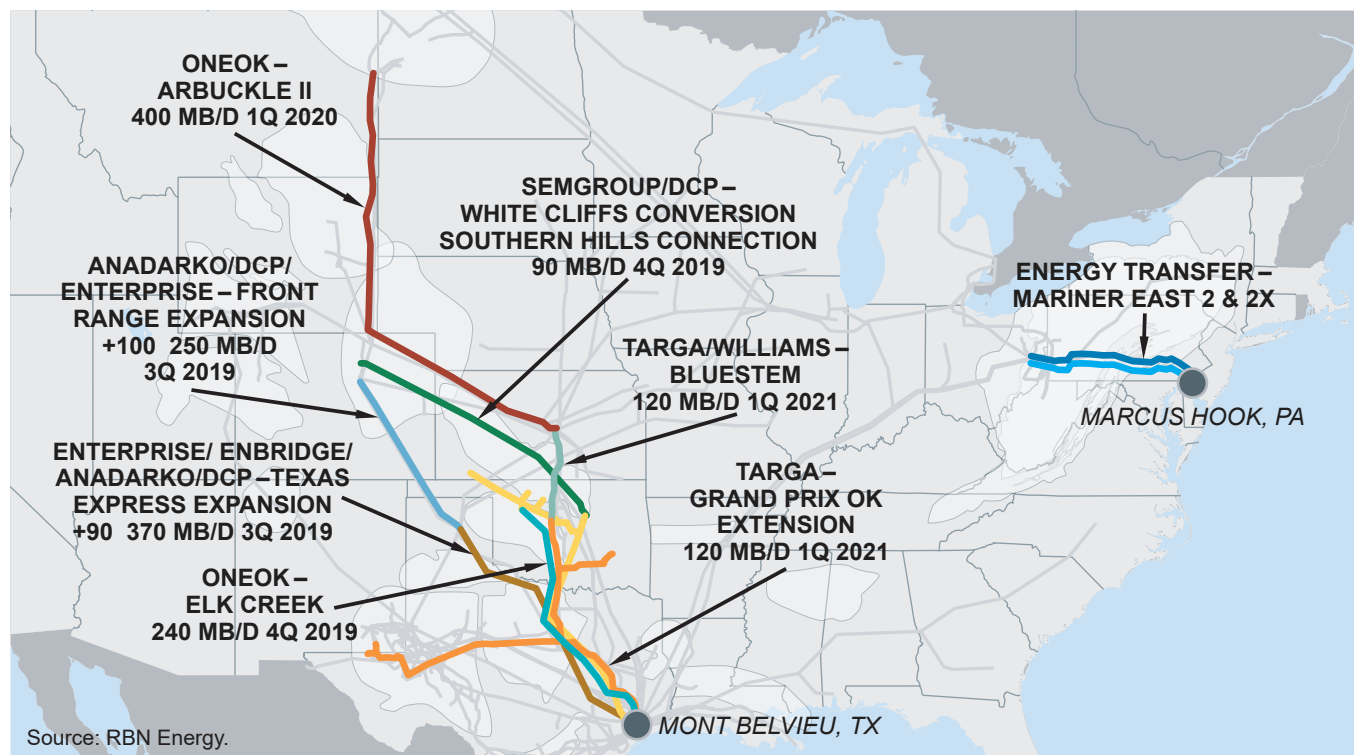 ONEOK –
ARBUCKLE II
400 MB/D 1Q 2020
SEMGROUP/DCP –
WHITE CLIFFS CONVERSION
SOUTHERN HILLS CONNECTION
90 MB/D 4Q 2019
ANADARKO/DCP/
ENTERPRISE – FRONT
RANGE EXPANSION
+100 250 MB/D
3Q 2019
ENERGY TRANSFER –
MARINER EAST 2 & 2X
TARGA/WILLIAMS –
BLUESTEM
120 MB/D 1Q 2021
MARCUS HOOK, PA
ENTERPRISE/ ENBRIDGE/
ANADARKO/DCP – TEXAS
EXPRESS EXPANSION
+90 370 MB/D 3Q 2019
TARGA –
GRAND PRIX OK
EXTENSION
120 MB/D 1Q 2021
ONEOK –
ELK CREEK
240 MB/D 4Q 2019
MONT BELVIEU, TX
Source: RBN Energy.